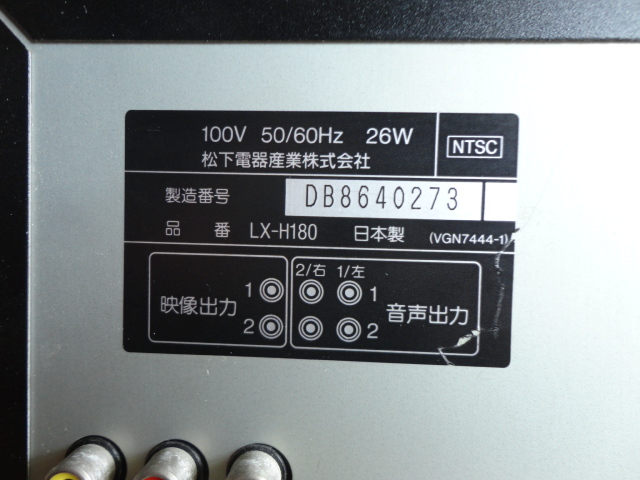 100V 50/60Hz 26W
松下電器産業株式会社
NTSC
製造番号 DB8640273
品 番 LX-H180 日本製 (VGN7444-1)
2/右 1/左
映像出力 1 1 音声出力
2 2